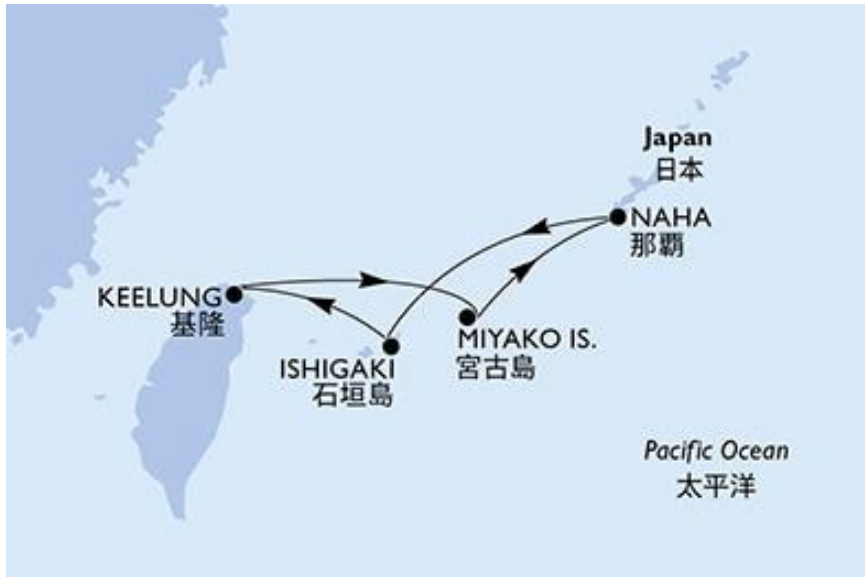 Japan
日本
NAHA
那覇
KEELUNG
基隆
MIYAKO IS.
宮古島
ISHIGAKI
石垣島
Pacific Ocean
太平洋